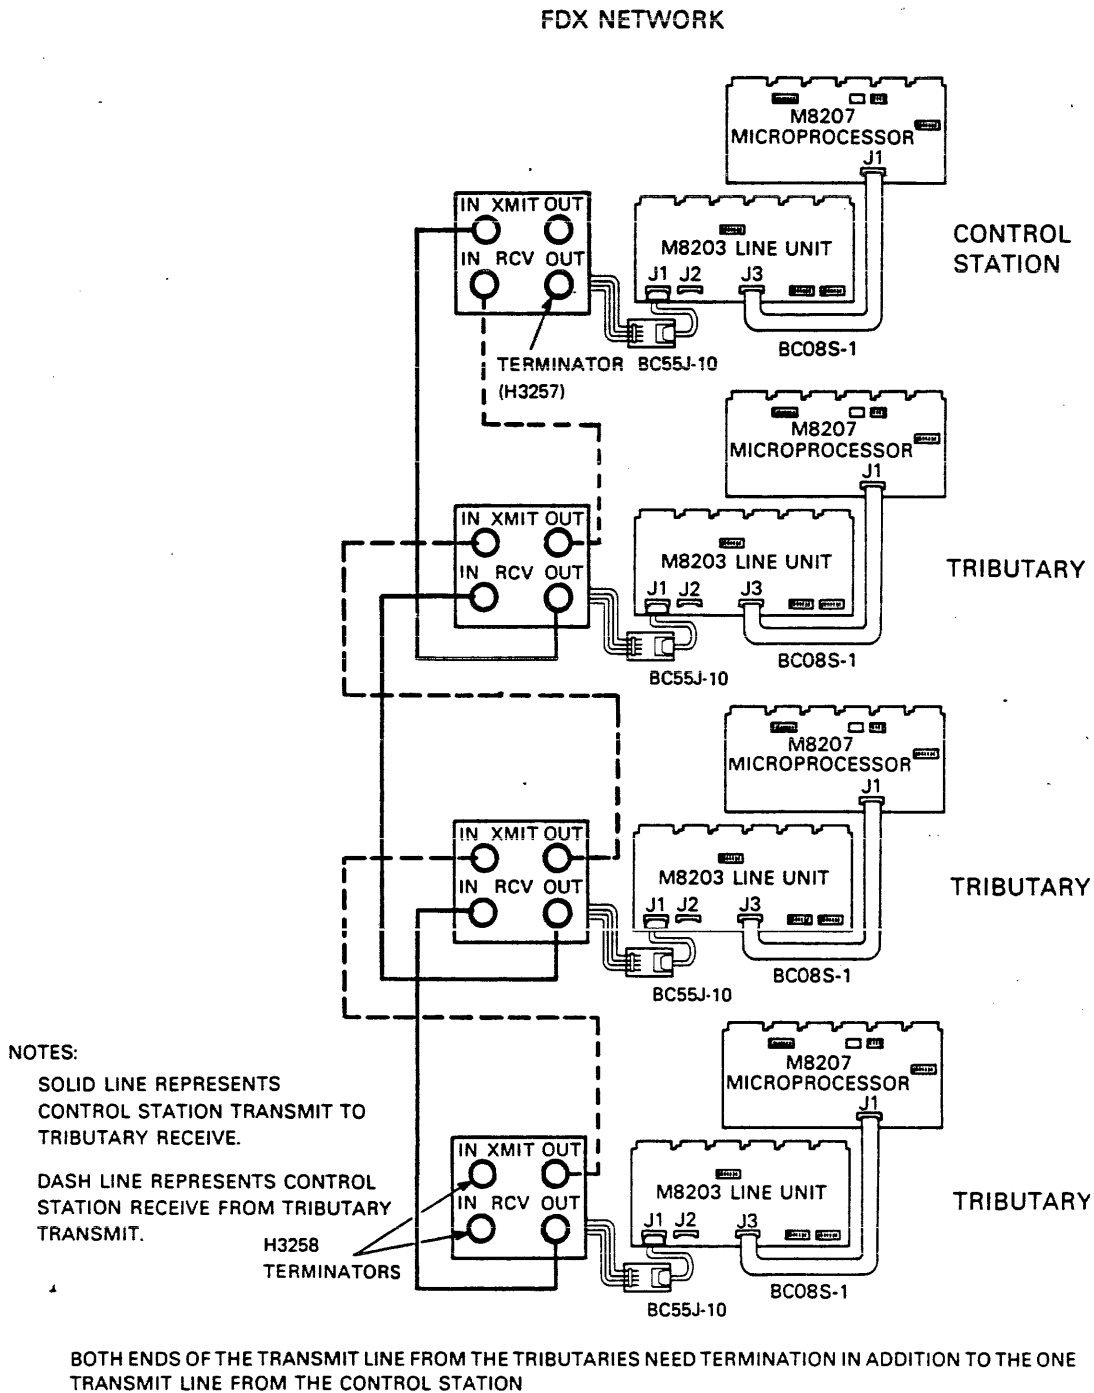 FDX NETWORK
M8207
MICROPROCESSOR
J1
IN XMIT OUT
IN RCV OUT
M8203 LINE UNIT
J1 J2 J3
CONTROL
STATION
BC08S-1
TERMINATOR
(H3257)
BC55J-10
M8207
MICROPROCESSOR
J1
IN XMIT OUT
IN RCV OUT
M8203 LINE UNIT
J1 J2 J3
TRIBUTARY
BC08S-1
BC55J-10
M8207
MICROPROCESSOR
J1
IN XMIT OUT
IN RCV OUT
M8203 LINE UNIT
J1 J2 J3
TRIBUTARY
BC08S-1
BC55J-10
M8207
MICROPROCESSOR
J1
IN XMIT OUT
IN RCV OUT
M8203 LINE UNIT
J1 J2 J3
TRIBUTARY
BC08S-1
BC55J-10
NOTES:
SOLID LINE REPRESENTS
CONTROL STATION TRANSMIT TO
TRIBUTARY RECEIVE.
DASH LINE REPRESENTS CONTROL
STATION RECEIVE FROM TRIBUTARY
TRANSMIT.
H3258
TERMINATORS
BOTH ENDS OF THE TRANSMIT LINE FROM THE TRIBUTARIES NEED TERMINATION IN ADDITION TO THE ONE
TRANSMIT LINE FROM THE CONTROL STATION